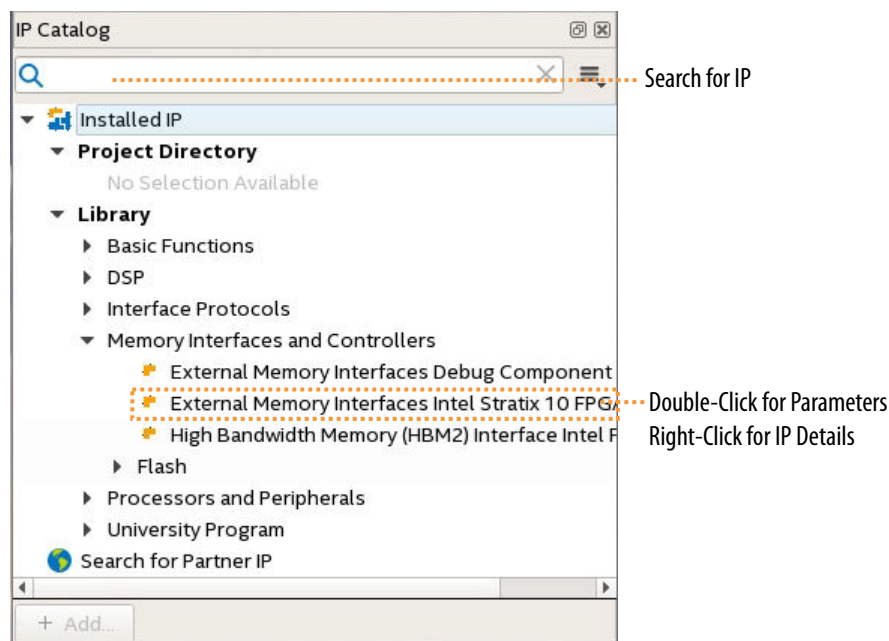 IP Catalog
Search for IP
Installed IP
Project Directory
No Selection Available
Library
Basic Functions
DSP
Interface Protocols
Memory Interfaces and Controllers
External Memory Interfaces Debug Component
External Memory Interfaces Intel Stratix 10 FPGA
Double-Click for Parameters
Right-Click for IP Details
High Bandwidth Memory (HBM2) Interface Intel F
Flash
Processors and Peripherals
University Program
Search for Partner IP
+ Add...